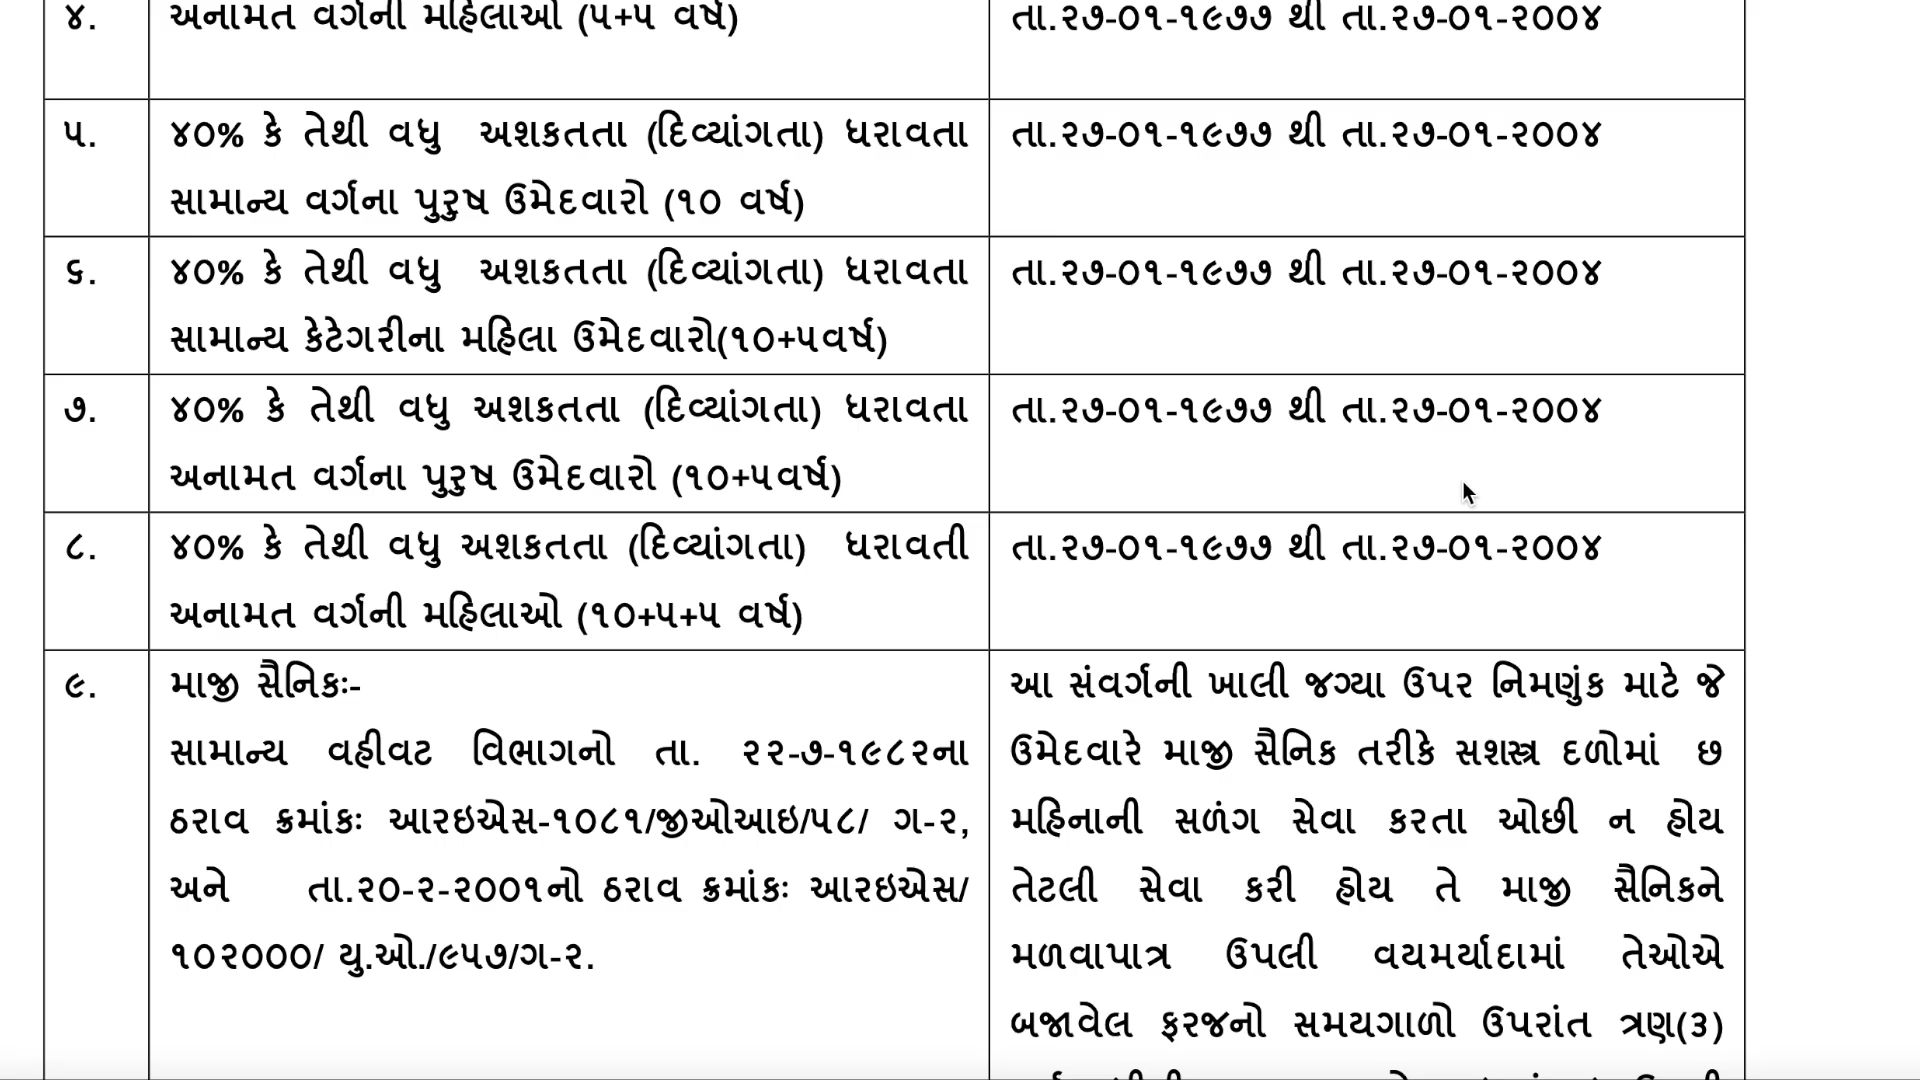 ૪. અનામત વર્ગની મહિલાઓ (૫+૫ વર્ષ) તા.૨૭-૦૧-૧૯૭૭ થી તા.૨૭-૦૧-૨૦૦૪
૫. ૪૦% કે તેથી વધુ અશકતતા (દિવ્યાંગતા) ધરાવતા તા.૨૭-૦૧-૧૯૭૭ થી તા.૨૭-૦૧-૨૦૦૪
સામાન્ય વર્ગના પુરુષ ઉમેદવારો (૧૦ વર્ષ)
૬. ૪૦% કે તેથી વધુ અશકતતા (દિવ્યાંગતા) ધરાવતા તા.૨૭-૦૧-૧૯૭૭ થી તા.૨૭-૦૧-૨૦૦૪
સામાન્ય કેટેગરીના મહિલા ઉમેદવારો(૧૦+૫વર્ષ)
૭. ૪૦% કે તેથી વધુ અશકતતા (દિવ્યાંગતા) ધરાવતા તા.૨૭-૦૧-૧૯૭૭ થી તા.૨૭-૦૧-૨૦૦૪
અનામત વર્ગના પુરુષ ઉમેદવારો (૧૦+૫વર્ષ)
૮. ૪૦% કે તેથી વધુ અશકતતા (દિવ્યાંગતા) ધરાવતી તા.૨૭-૦૧-૧૯૭૭ થી તા.૨૭-૦૧-૨૦૦૪
અનામત વર્ગની મહિલાઓ (૧૦+૫+૫ વર્ષ)
૯. માજી સૈનિકઃ-
સામાન્ય વહીવટ વિભાગનો તા. ૨૨-૭-૧૯૮૨ના
ઠરાવ ક્રમાંકઃ આરઇએસ-૧૦૮૧/જીઓઆઇ/૫૮/ ગ-૨,
અને તા.૨૦-૨-૨૦૦૧નો ઠરાવ ક્રમાંકઃ આરઇએસ/
૧૦૨૦૦૦/ યુ.ઓ./૯૫૭/ગ-૨.
આ સંવર્ગની ખાલી જગ્યા ઉપર નિમણુંક માટે જે
ઉમેદવારે માજી સૈનિક તરીકે સશસ્ત્ર દળોમાં છ
મહિનાની સળંગ સેવા કરતા ઓછી ન હોય
તેટલી સેવા કરી હોય તે માજી સૈનિકને
મળવાપાત્ર ઉપલી વયમર્યાદામાં તેઓએ
બજાવેલ ફરજનો સમયગાળો ઉપરાંત ત્રણ(૩)